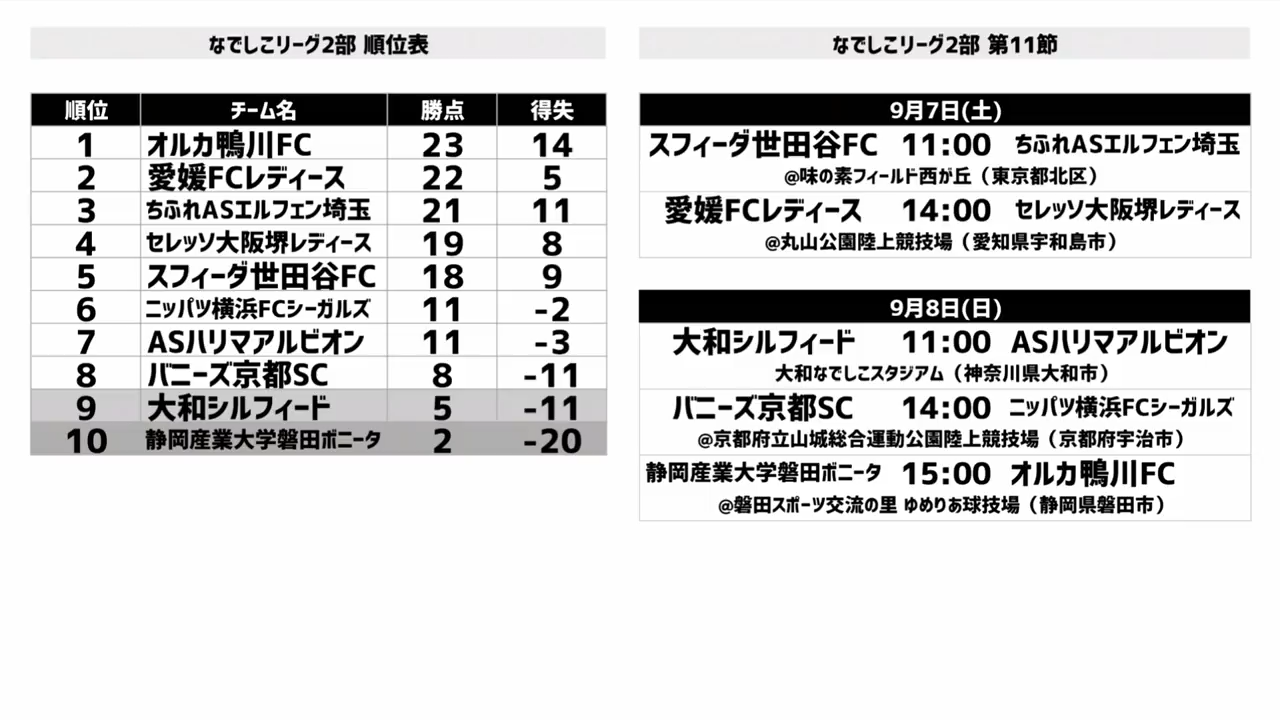 なでしこリーグ2部 順位表
順位 チーム名 勝点 得失
1 オルカ鴨川FC 23 14
2 愛媛FCレディース 22 5
3 ちふれASエルフェン埼玉 21 11
4 セレッソ大阪堺レディース 19 8
5 スフィーダ世田谷FC 18 9
6 ニッパツ横浜FCシーガルズ 11 -2
7 ASハリマアルビオン 11 -3
8 バニーズ京都SC 8 -11
9 大和シルフィード 5 -11
10 静岡産業大学磐田ボニータ 2 -20
なでしこリーグ2部 第11節
9月7日(土)
スフィーダ世田谷FC 11:00 ちふれASエルフェン埼玉
@味の素フィールド西が丘（東京都北区）
愛媛FCレディース 14:00 セレッソ大阪堺レディース
@丸山公園陸上競技場（愛知県宇和島市）
9月8日(日)
大和シルフィード 11:00 ASハリマアルビオン
大和なでしこスタジアム（神奈川県大和市）
バニーズ京都SC 14:00 ニッパツ横浜FCシーガルズ
@京都府立山城総合運動公園陸上競技場（京都府宇治市）
静岡産業大学磐田ボニータ 15:00 オルカ鴨川FC
@磐田スポーツ交流の里 ゆめりあ球技場（静岡県磐田市）